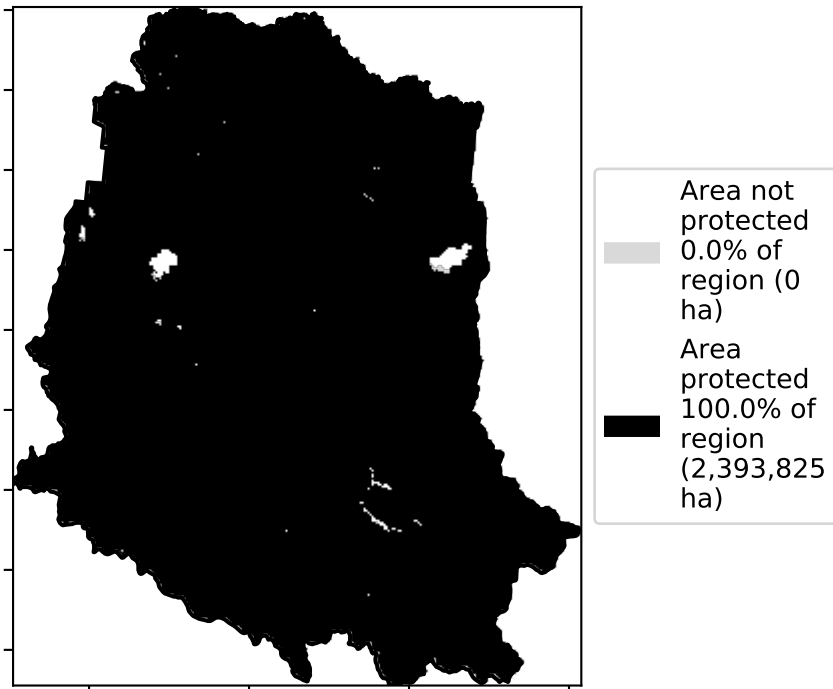 Area not
protected
0.0% of
region (0
ha)
Area
protected
100.0% of
region
(2,393,825
ha)